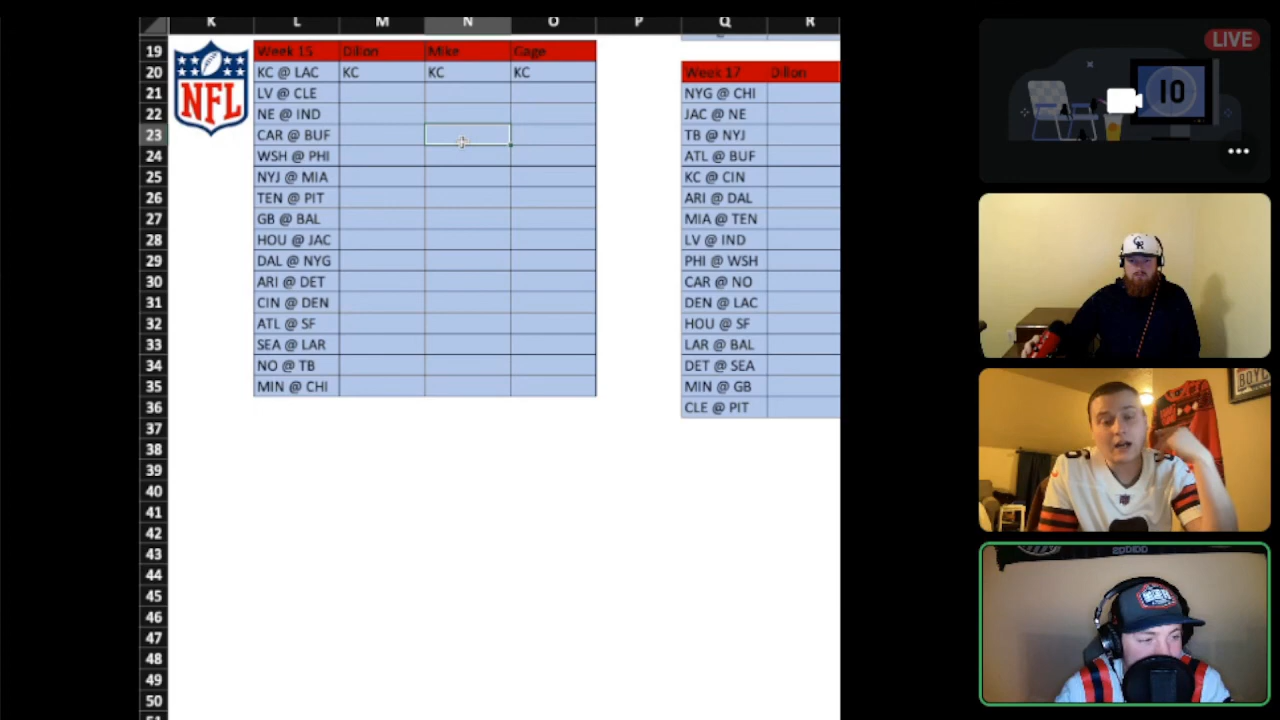 K L M N O P Q R
19 Week 15 Dillon Mike Gage
20 KC @ LAC KC KC KC Week 17 Dillon
21 LV @ CLE NYG @ CHI
22 NE @ IND JAC @ NE
23 CAR @ BUF TB @ NYJ
24 WSH @ PHI ATL @ BUF
25 NYJ @ MIA KC @ CIN
26 TEN @ PIT ARI @ DAL
27 GB @ BAL MIA @ TEN
28 HOU @ JAC LV @ IND
29 DAL @ NYG PHI @ WSH
30 ARI @ DET CAR @ NO
31 CIN @ DEN DEN @ LAC
32 ATL @ SF HOU @ SF
33 SEA @ LAR LAR @ BAL
34 NO @ TB DET @ SEA
35 MIN @ CHI MIN @ GB
36 CLE @ PIT
37
38
39
40
41
42
43
44
45
46
47
48
49
50
NFL
LIVE
10
CR